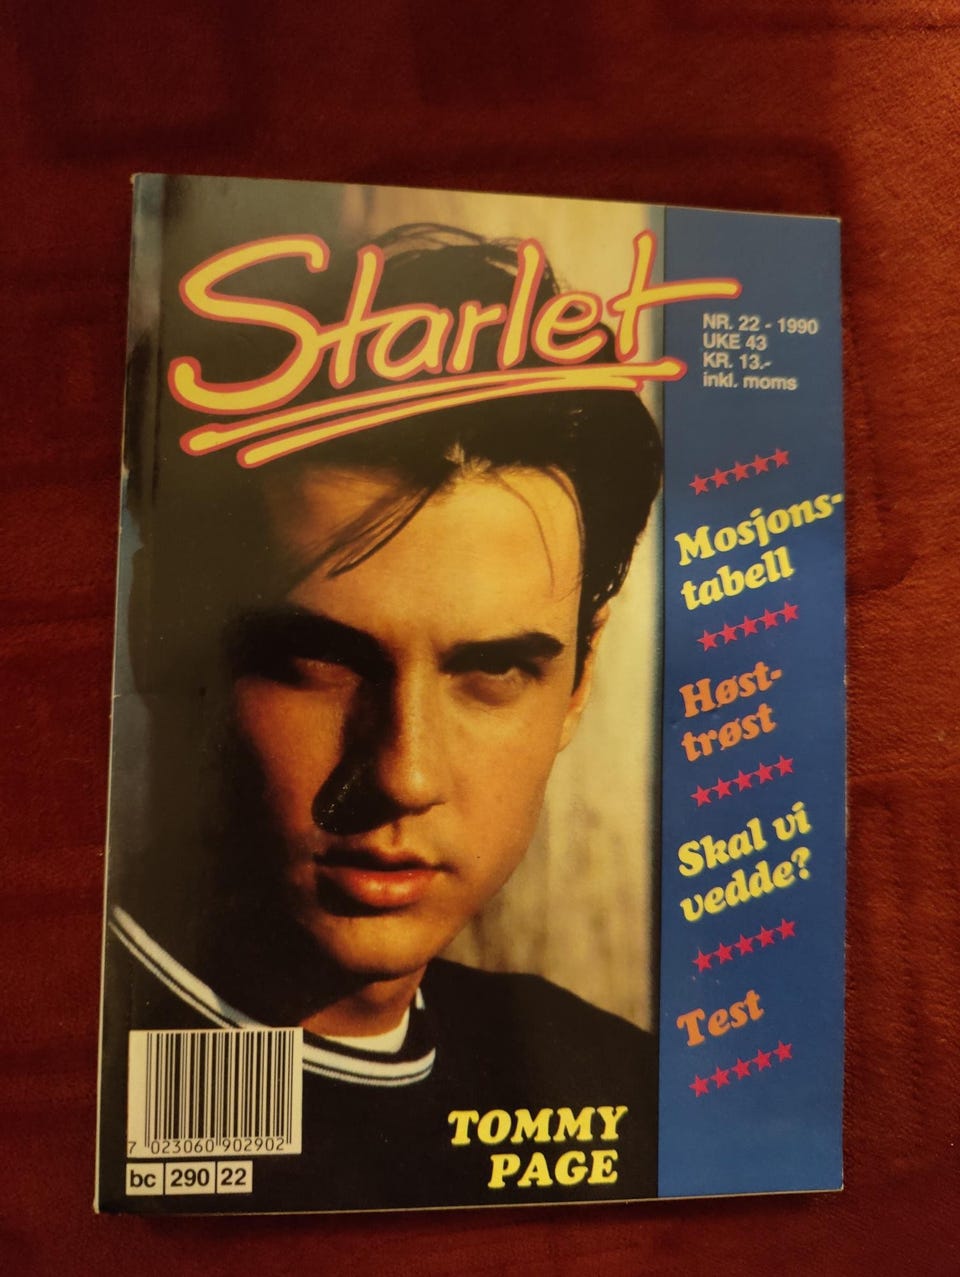 Starlet
NR. 22 - 1990
UKE 43
KR. 13.-
inkl. moms
Mosjons-
tabell
Høst-
trøst
Skal vi
vedde?
Test
TOMMY
PAGE
7 023060 902902
bc 290 22